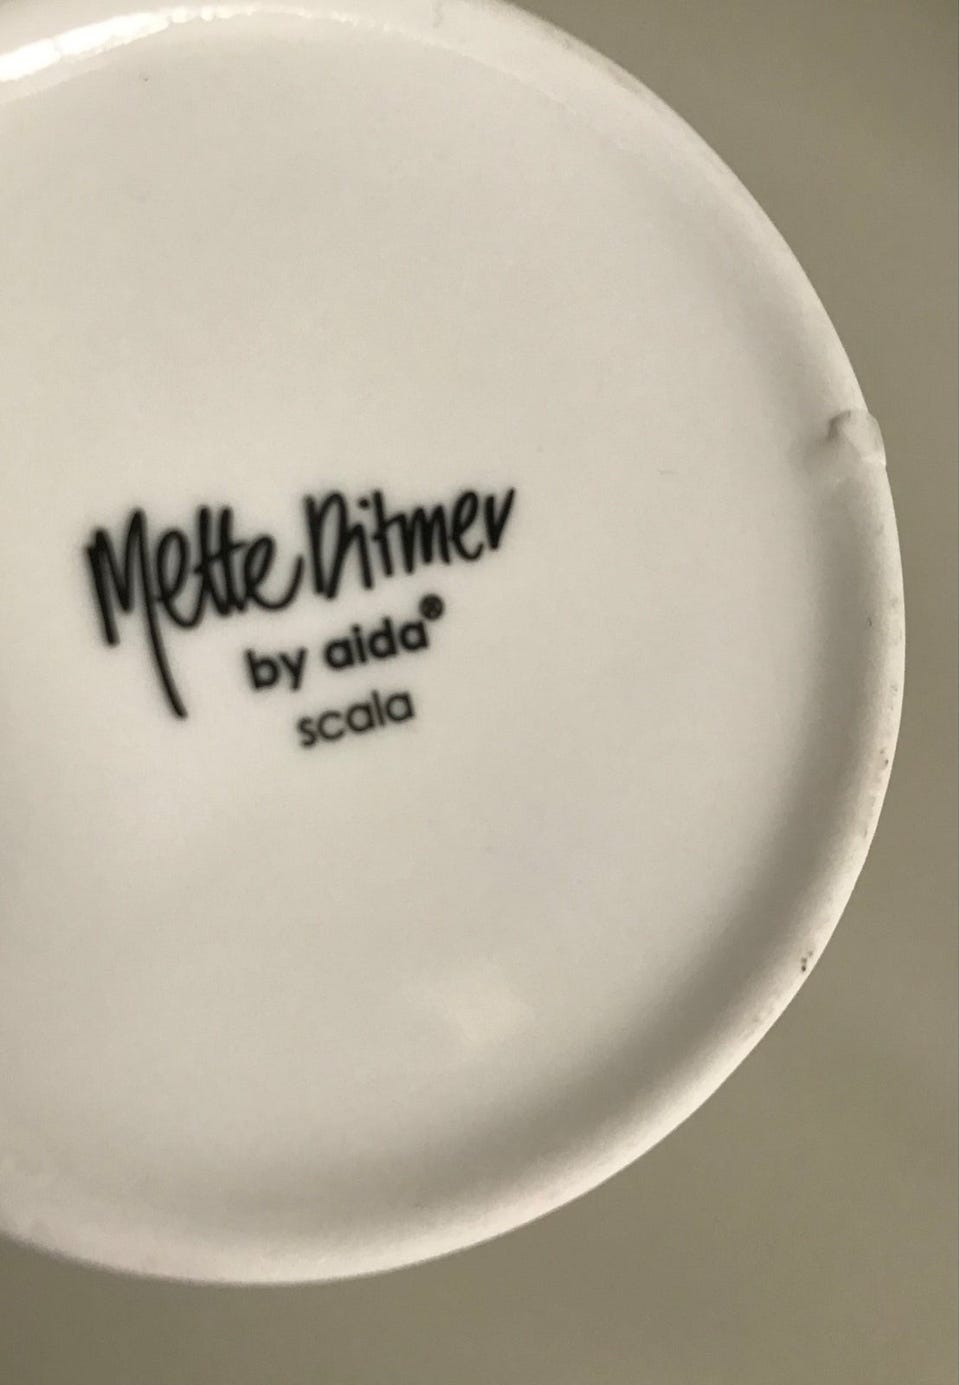 Mette Ditmer
by aida®
scala